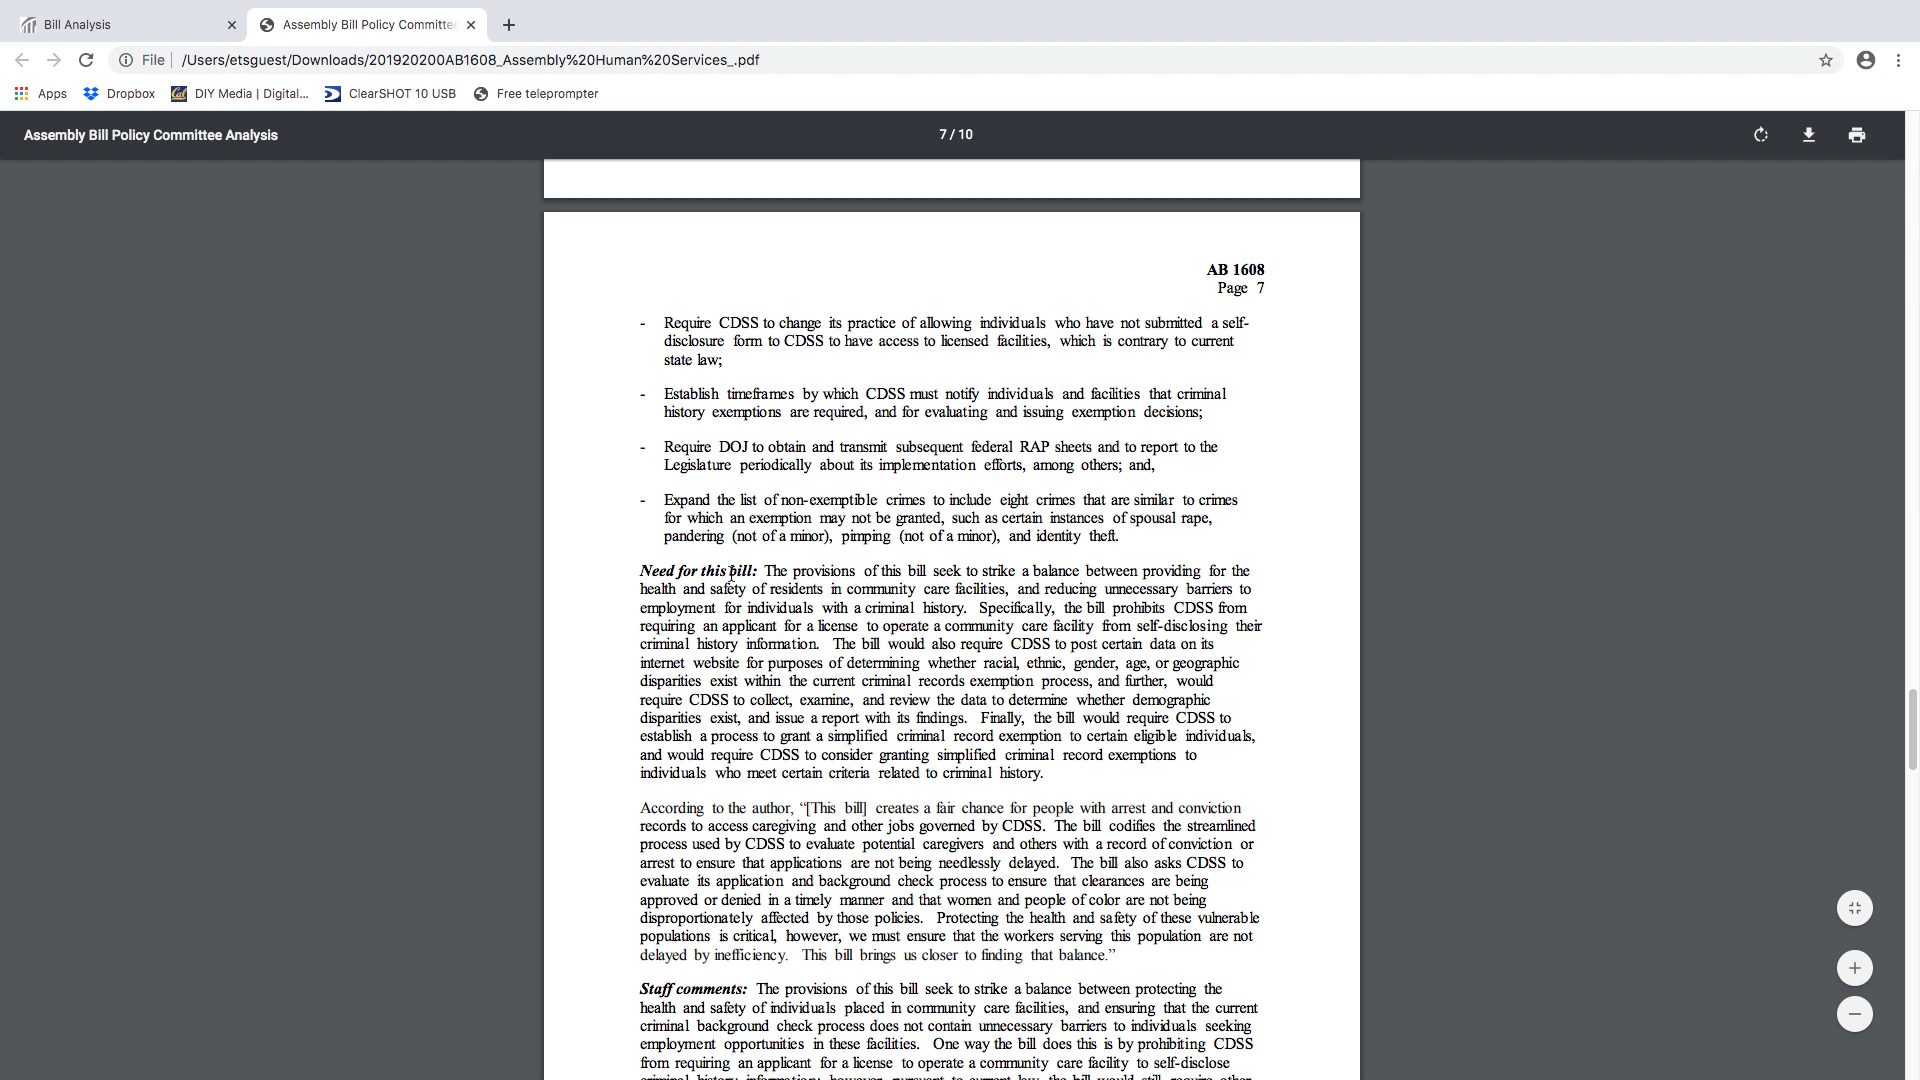 Bill Analysis
Assembly Bill Policy Committe
File
/Users/etsguest/Downloads/201920200AB1608_Assembly%20Human%20Services_.pdf
Apps
Dropbox
Cal
DIY Media | Digital...
ClearSHOT 10 USB
Free teleprompter
Assembly Bill Policy Committee Analysis
7 / 10
AB 1608
Page 7
- Require CDSS to change its practice of allowing individuals who have not submitted a self-
disclosure form to CDSS to have access to licensed facilities, which is contrary to current
state law;
- Establish timeframes by which CDSS must notify individuals and facilities that criminal
history exemptions are required, and for evaluating and issuing exemption decisions;
- Require DOJ to obtain and transmit subsequent federal RAP sheets and to report to the
Legislature periodically about its implementation efforts, among others; and,
- Expand the list of non-exemptible crimes to include eight crimes that are similar to crimes
for which an exemption may not be granted, such as certain instances of spousal rape,
pandering (not of a minor), pimping (not of a minor), and identity theft.
Need for this bill: The provisions of this bill seek to strike a balance between providing for the
health and safety of residents in community care facilities, and reducing unnecessary barriers to
employment for individuals with a criminal history. Specifically, the bill prohibits CDSS from
requiring an applicant for a license to operate a community care facility from self-disclosing their
criminal history information. The bill would also require CDSS to post certain data on its
internet website for purposes of determining whether racial, ethnic, gender, age, or geographic
disparities exist within the current criminal records exemption process, and further, would
require CDSS to collect, examine, and review the data to determine whether demographic
disparities exist, and issue a report with its findings. Finally, the bill would require CDSS to
establish a process to grant a simplified criminal record exemption to certain eligible individuals,
and would require CDSS to consider granting simplified criminal record exemptions to
individuals who meet certain criteria related to criminal history.
According to the author, “[This bill] creates a fair chance for people with arrest and conviction
records to access caregiving and other jobs governed by CDSS. The bill codifies the streamlined
process used by CDSS to evaluate potential caregivers and others with a record of conviction or
arrest to ensure that applications are not being needlessly delayed. The bill also asks CDSS to
evaluate its application and background check process to ensure that clearances are being
approved or denied in a timely manner and that women and people of color are not being
disproportionately affected by those policies. Protecting the health and safety of these vulnerable
populations is critical, however, we must ensure that the workers serving this population are not
delayed by inefficiency. This bill brings us closer to finding that balance.”
Staff comments: The provisions of this bill seek to strike a balance between protecting the
health and safety of individuals placed in community care facilities, and ensuring that the current
criminal background check process does not contain unnecessary barriers to individuals seeking
employment opportunities in these facilities. One way the bill does this is by prohibiting CDSS
from requiring an applicant for a license to operate a community care facility to self-disclose
criminal history information; however, pursuant to current law, the bill would still require other